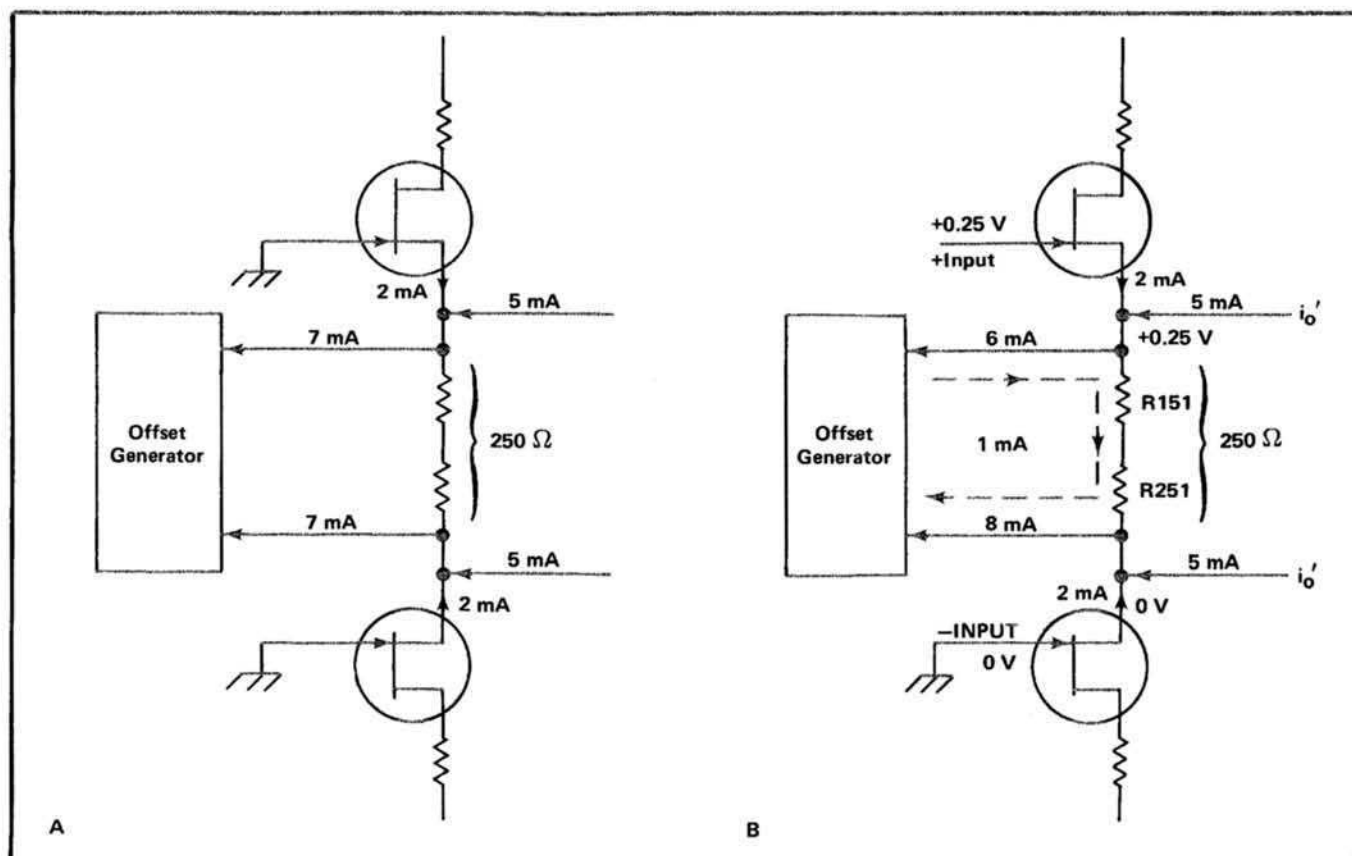 2 mA
5 mA
7 mA
Offset
Generator
250 Ω
7 mA
5 mA
2 mA
A
+0.25 V
+Input
2 mA
5 mA
io'
+0.25 V
6 mA
R151
Offset
Generator
1 mA
250 Ω
R251
8 mA
5 mA
io'
2 mA
0 V
–INPUT
0 V
B